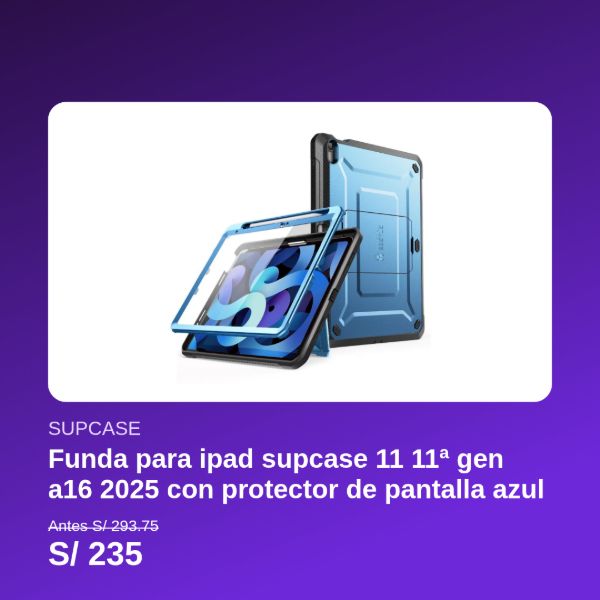 SUPCASE
Funda para ipad supcase 11 11ª gen
a16 2025 con protector de pantalla azul
Antes S/ 293.75
S/ 235